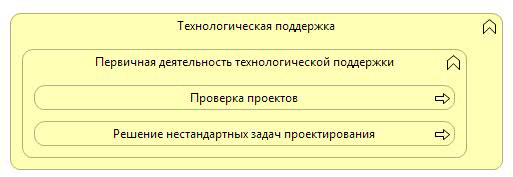 Технологическая поддержка
Первичная деятельность технологической поддержки
Проверка проектов
Решение нестандартных задач проектирования